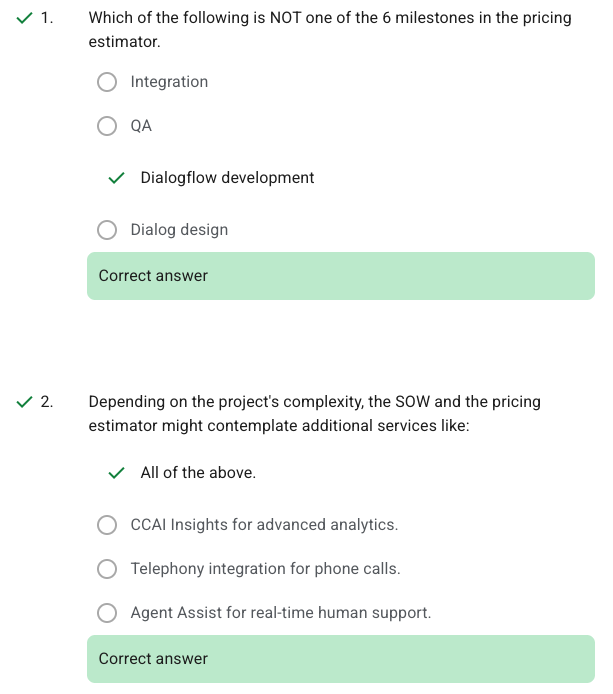 1. Which of the following is NOT one of the 6 milestones in the pricing
estimator.
Integration
QA
Dialogflow development
Dialog design
Correct answer
2. Depending on the project's complexity, the SOW and the pricing
estimator might contemplate additional services like:
All of the above.
CCAI Insights for advanced analytics.
Telephony integration for phone calls.
Agent Assist for real-time human support.
Correct answer